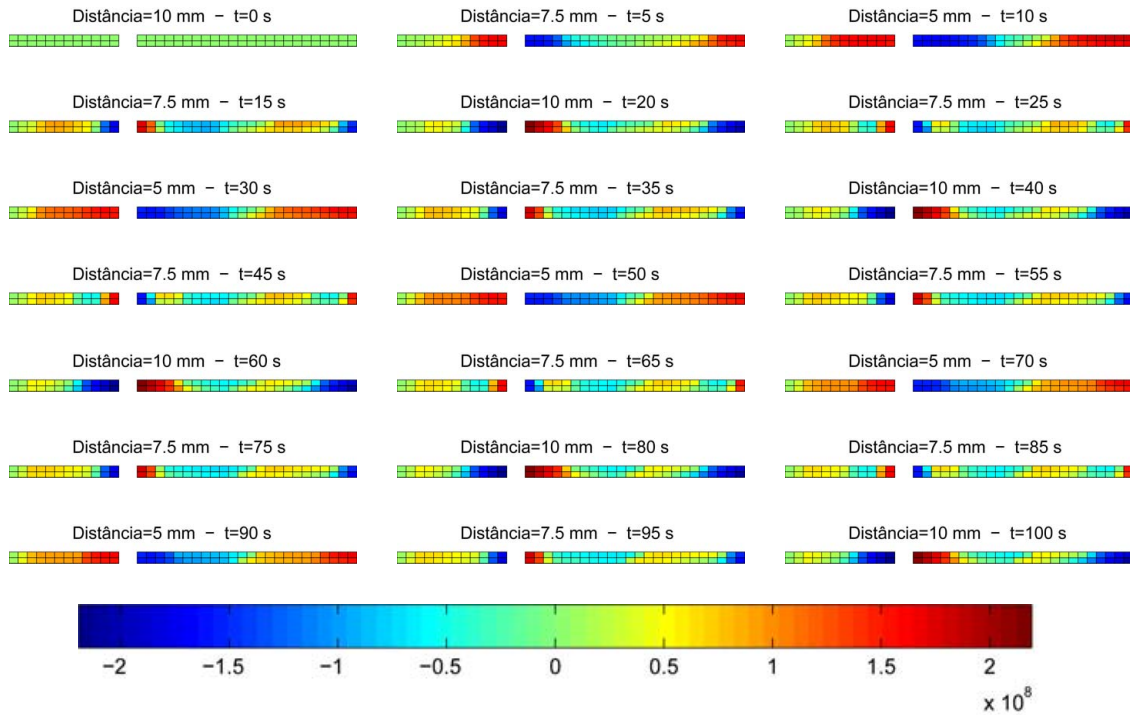 Distância=10 mm − t=0
Distância=7.5 mm − t=5 s
Distância=5 mm − t=10 s
Distância=7.5 mm − t=15 s
Distância=10 mm − t=20 s
Distância=7.5 mm − t=25 s
Distância=5 mm − t=30 s
Distância=7.5 mm − t=35 s
Distância=10 mm − t=40 s
Distância=7.5 mm − t=45 s
Distância=5 mm − t=50 s
Distância=7.5 mm − t=55 s
Distância=10 mm − t=60 s
Distância=7.5 mm − t=65 s
Distância=5 mm − t=70 s
Distância=7.5 mm − t=75 s
Distância=10 mm − t=80 s
Distância=7.5 mm − t=85 s
Distância=5 mm − t=90 s
Distância=7.5 mm − t=95 s
Distância=10 mm − t=100 s
−2 −1.5 −1 −0.5 0 0.5 1 1.5 2
x 10⁸